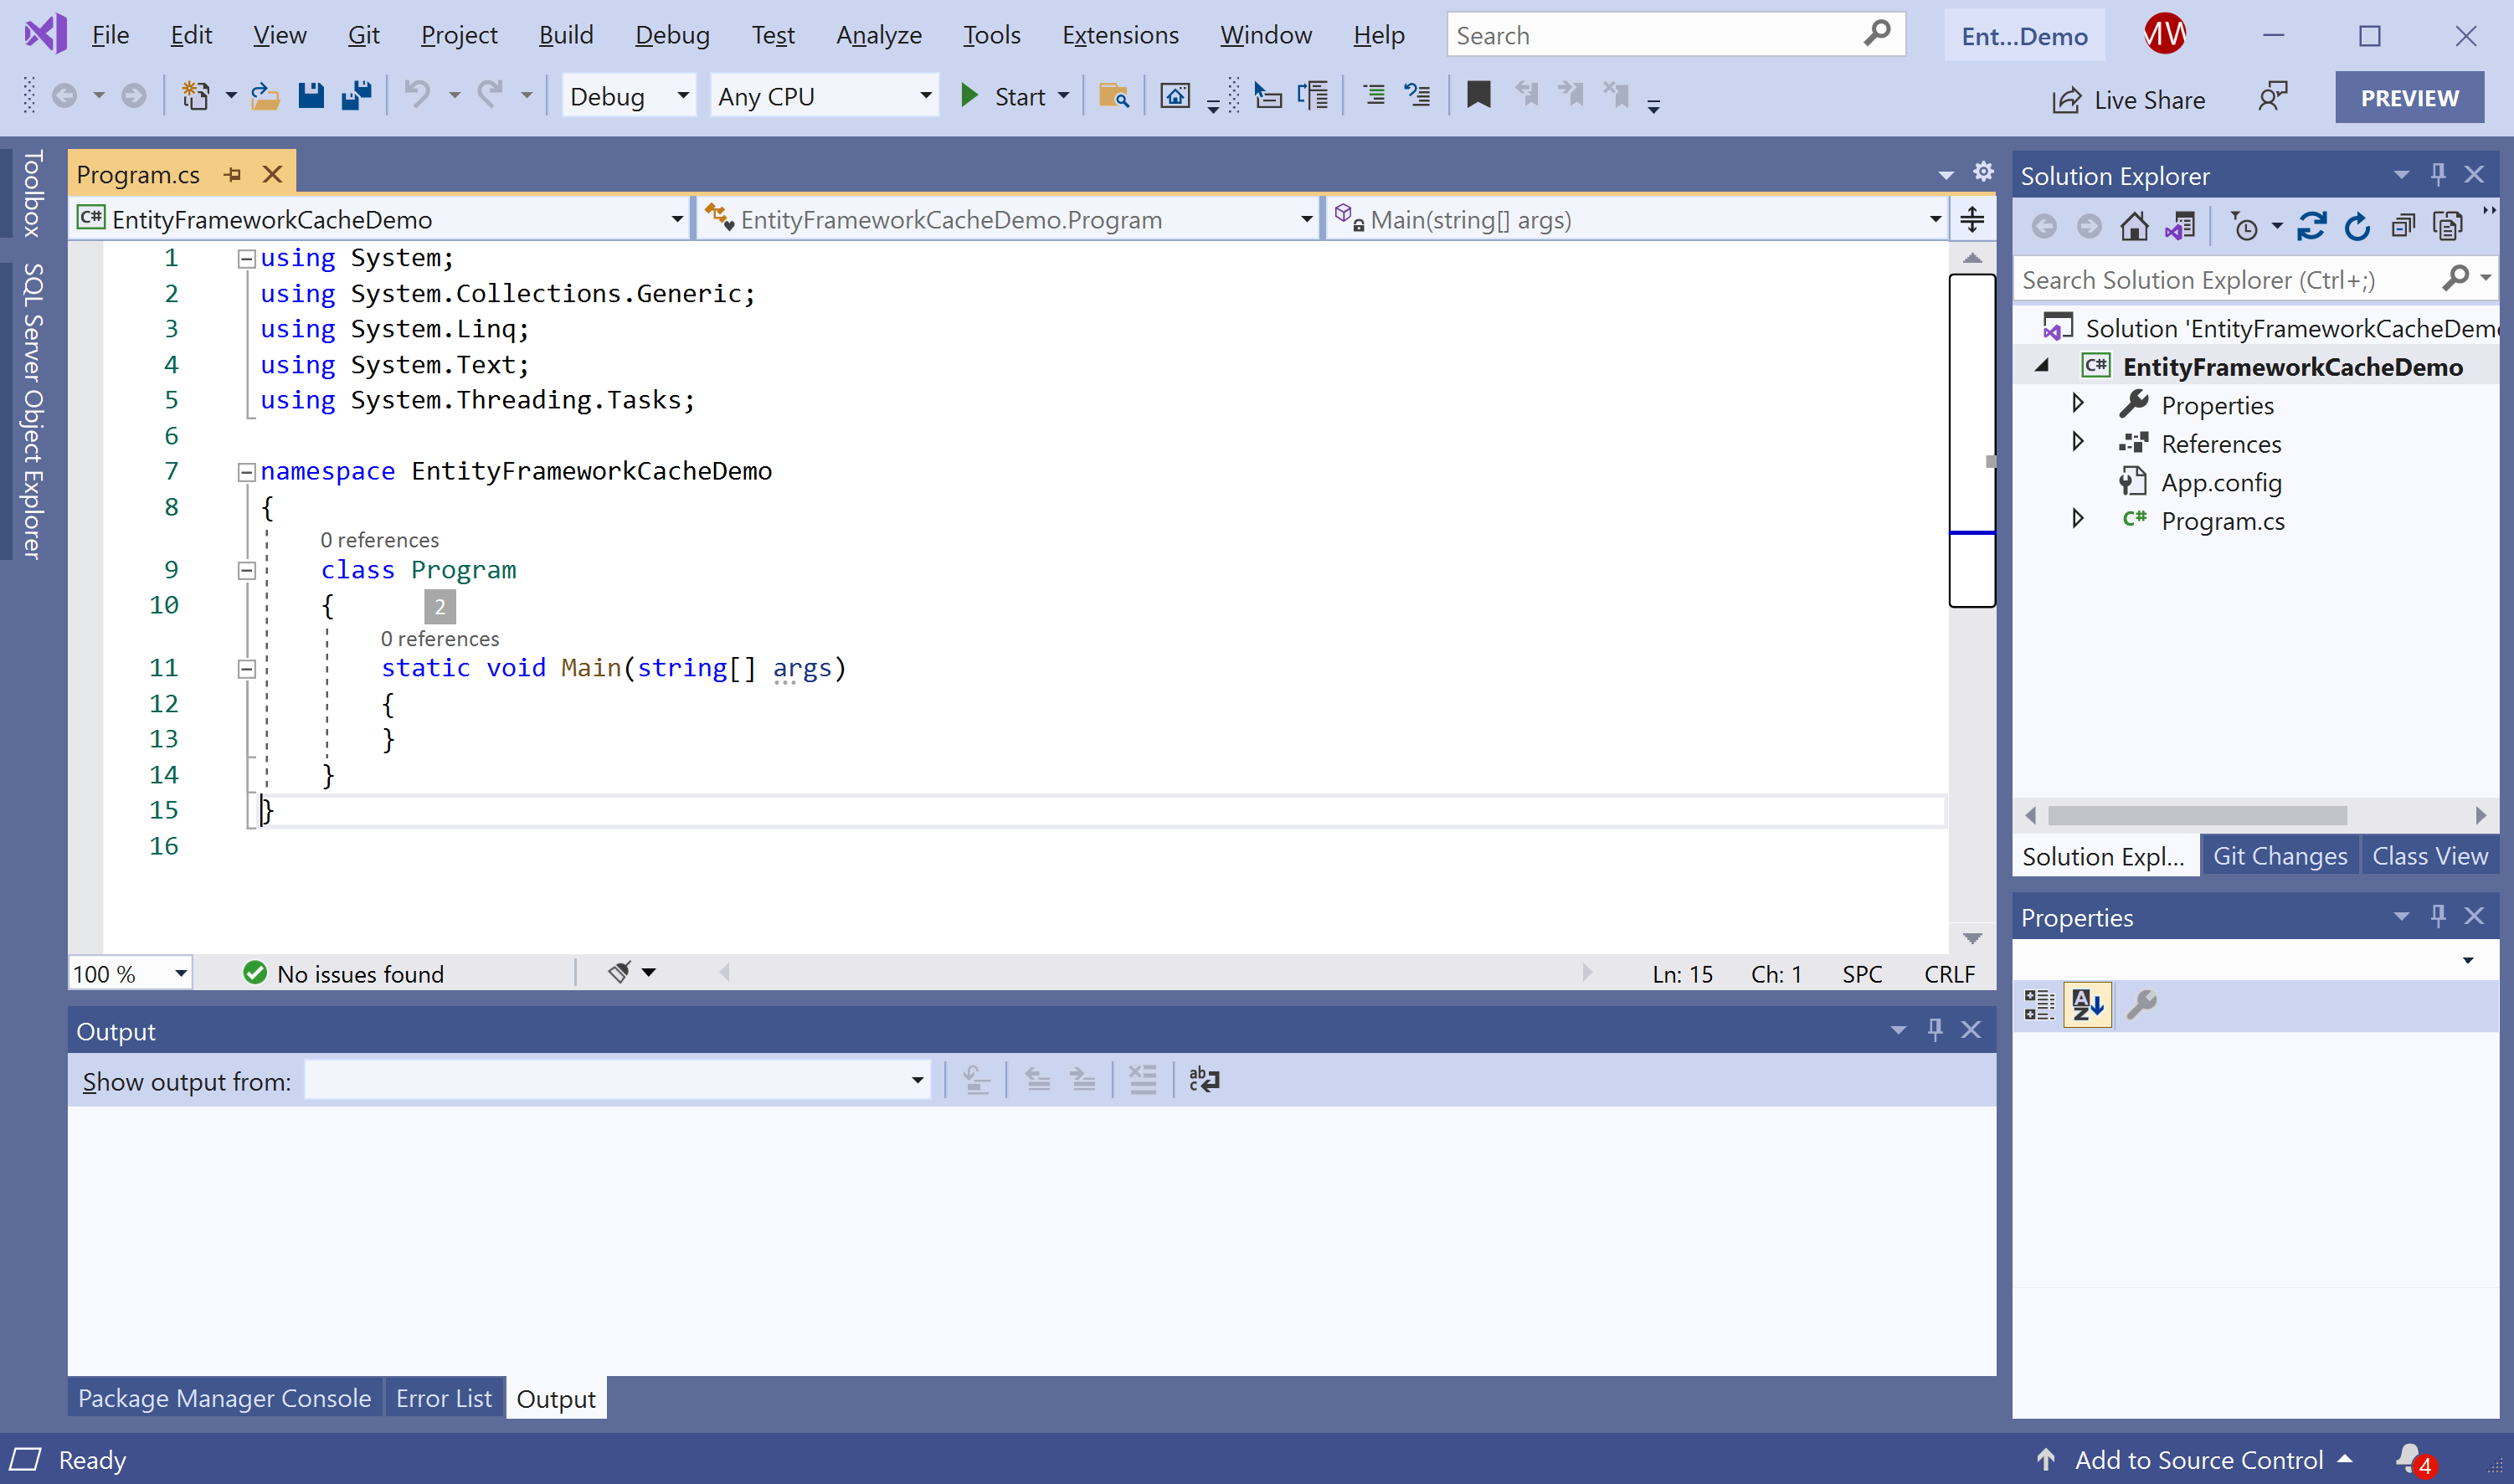 File Edit View Git Project Build Debug Test Analyze Tools Extensions Window Help Search Ent...Demo MW
Debug Any CPU Start Live Share PREVIEW
Toolbox
SQL Server Object Explorer
Program.cs
C# EntityFrameworkCacheDemo EntityFrameworkCacheDemo.Program Main(string[] args)
1 using System;
2 using System.Collections.Generic;
3 using System.Linq;
4 using System.Text;
5 using System.Threading.Tasks;
6
7 namespace EntityFrameworkCacheDemo
8 {
0 references
9 class Program
10 {
2
0 references
11 static void Main(string[] args)
12 {
13 }
14 }
15 }
16
100 % No issues found Ln: 15 Ch: 1 SPC CRLF
Output
Show output from:
Package Manager Console Error List Output
Solution Explorer
Search Solution Explorer (Ctrl+;)
Solution 'EntityFrameworkCacheDem
C# EntityFrameworkCacheDemo
Properties
References
App.config
C# Program.cs
Solution Expl... Git Changes Class View
Properties
Ready Add to Source Control 4